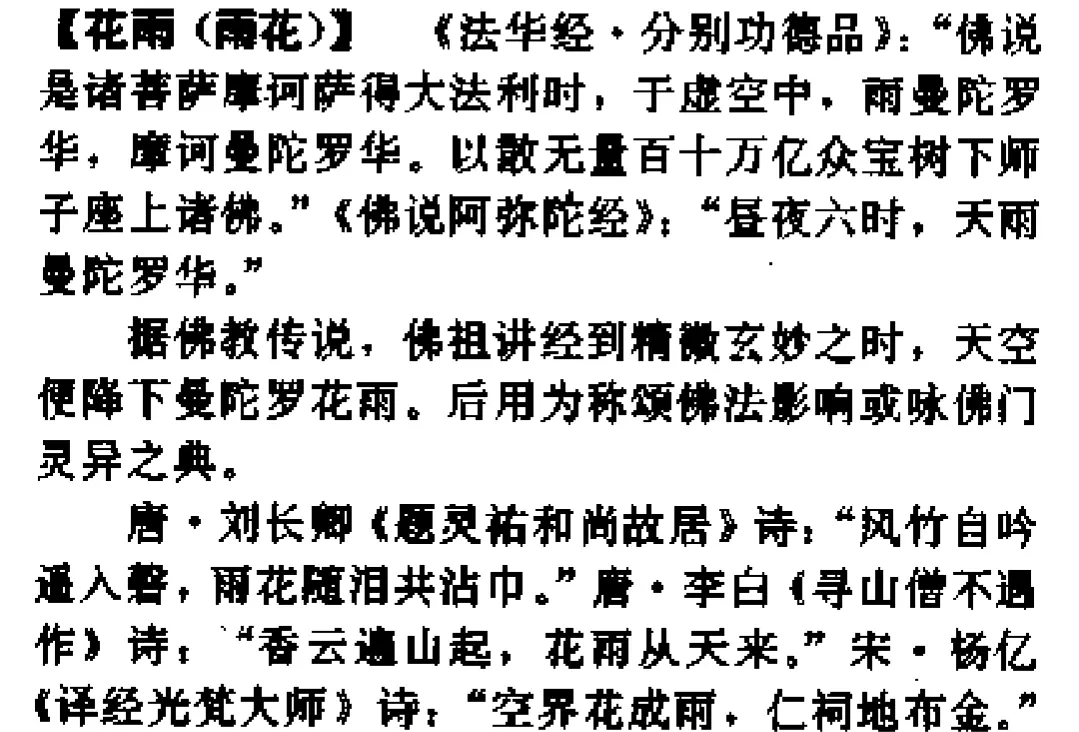 【花雨（雨花）】　《法华经·分别功德品》：“佛说
是诸菩萨摩诃萨得大法利时，于虚空中，雨曼陀罗
华，摩诃曼陀罗华。以散无量百十万亿众宝树下师
子座上诸佛。”《佛说阿弥陀经》：“昼夜六时，天雨
曼陀罗华。”
据佛教传说，佛祖讲经到精微玄妙之时，天空
便降下曼陀罗花雨。后用为称颂佛法影响或咏佛门
灵异之典。
唐·刘长卿《题灵祐和尚故居》诗：“风竹自吟
遥入磬，雨花随泪共沾巾。”唐·李白《寻山僧不遇
作》诗：“香云遍山起，花雨从天来。”宋·杨亿
《译经光梵大师》诗：“空界花成雨，仁祠地布金。”